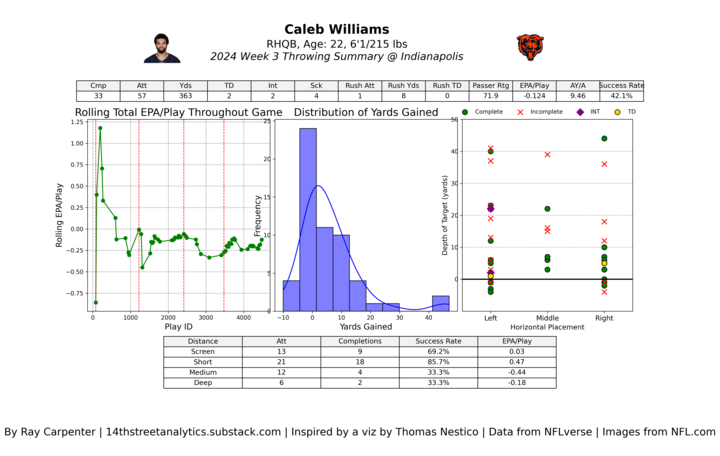 Caleb Williams
RHQB, Age: 22, 6'1/215 lbs
2024 Week 3 Throwing Summary @ Indianapolis
Cmp Att Yds TD Int Sck Rush Att Rush Yds Rush TD Passer Rtg EPA/Play AY/A Success Rate
33 57 363 2 2 4 1 8 0 71.9 -0.124 9.46 42.1%
Rolling Total EPA/Play Throughout Game
Rolling EPA/Play
1.25
1.00
0.75
0.50
0.25
0.00
−0.25
−0.50
−0.75
0 1000 2000 3000 4000
Play ID
Distribution of Yards Gained
Frequency
25
20
15
10
5
0
−10 0 10 20 30 40
Yards Gained
Complete Incomplete INT TD
Depth of Target (yards)
50
40
30
20
10
0
Left Middle Right
Horizontal Placement
Distance Att Completions Success Rate EPA/Play
Screen 13 9 69.2% 0.03
Short 21 18 85.7% 0.47
Medium 12 4 33.3% -0.44
Deep 6 2 33.3% -0.18
By Ray Carpenter | 14thstreetanalytics.substack.com | Inspired by a viz by Thomas Nestico | Data from NFLverse | Images from NFL.com